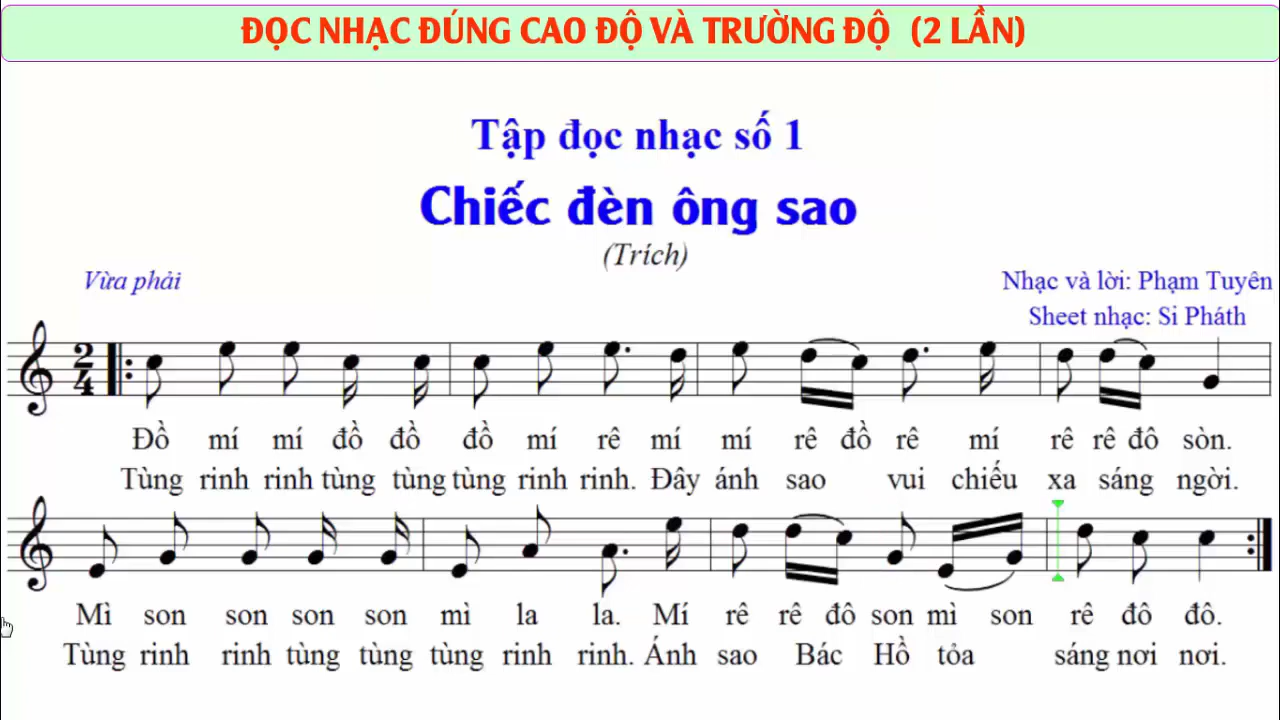 ĐỌC NHẠC ĐÚNG CAO ĐỘ VÀ TRƯỜNG ĐỘ (2 LẦN)
Tập đọc nhạc số 1
Chiếc đèn ông sao
(Trích)
Vừa phải
Nhạc và lời: Phạm Tuyên
Sheet nhạc: Si Pháth
2
4
Đồ mí mí đồ đồ đồ mí rê mí mí rê đồ rê mí rê rê đô sòn.
Tùng rinh rinh tùng tùng tùng rinh rinh. Đây ánh sao vui chiếu xa sáng ngời.
Mì son son son son mì la la. Mí rê rê đô son mì son rê đô đô.
Tùng rinh rinh tùng tùng tùng rinh rinh. Ánh sao Bác Hồ tỏa sáng nơi nơi.